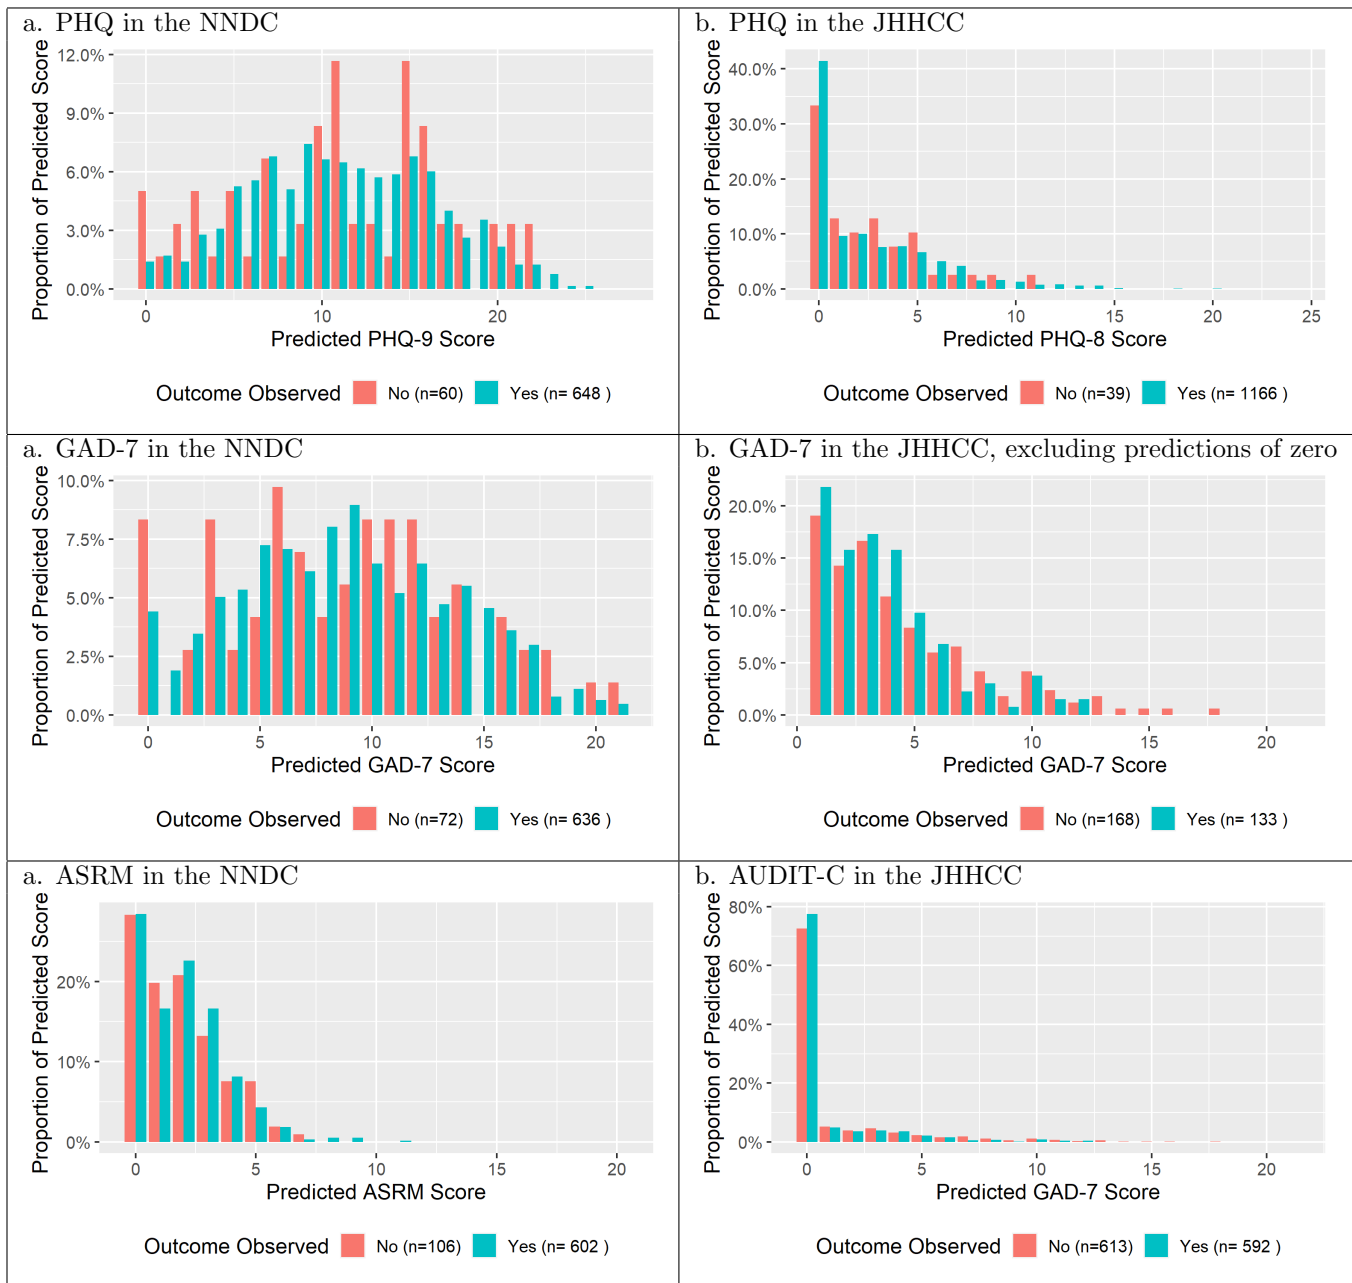 a. PHQ in the NNDC
Proportion of Predicted Score
12.0%
9.0%
6.0%
3.0%
0.0%
0 10 20
Predicted PHQ-9 Score
Outcome Observed No (n=60) Yes (n= 648 )
b. PHQ in the JHHCC
Proportion of Predicted Score
40.0%
30.0%
20.0%
10.0%
0.0%
0 5 10 15 20 25
Predicted PHQ-8 Score
Outcome Observed No (n=39) Yes (n= 1166 )
a. GAD-7 in the NNDC
Proportion of Predicted Score
10.0%
7.5%
5.0%
2.5%
0.0%
0 5 10 15 20
Predicted GAD-7 Score
Outcome Observed No (n=72) Yes (n= 636 )
b. GAD-7 in the JHHCC, excluding predictions of zero
Proportion of Predicted Score
20.0%
15.0%
10.0%
5.0%
0.0%
0 5 10 15 20
Predicted GAD-7 Score
Outcome Observed No (n=168) Yes (n= 133 )
a. ASRM in the NNDC
Proportion of Predicted Score
20%
10%
0%
0 5 10 15 20
Predicted ASRM Score
Outcome Observed No (n=106) Yes (n= 602 )
b. AUDIT-C in the JHHCC
Proportion of Predicted Score
80%
60%
40%
20%
0%
0 5 10 15 20
Predicted GAD-7 Score
Outcome Observed No (n=613) Yes (n= 592 )